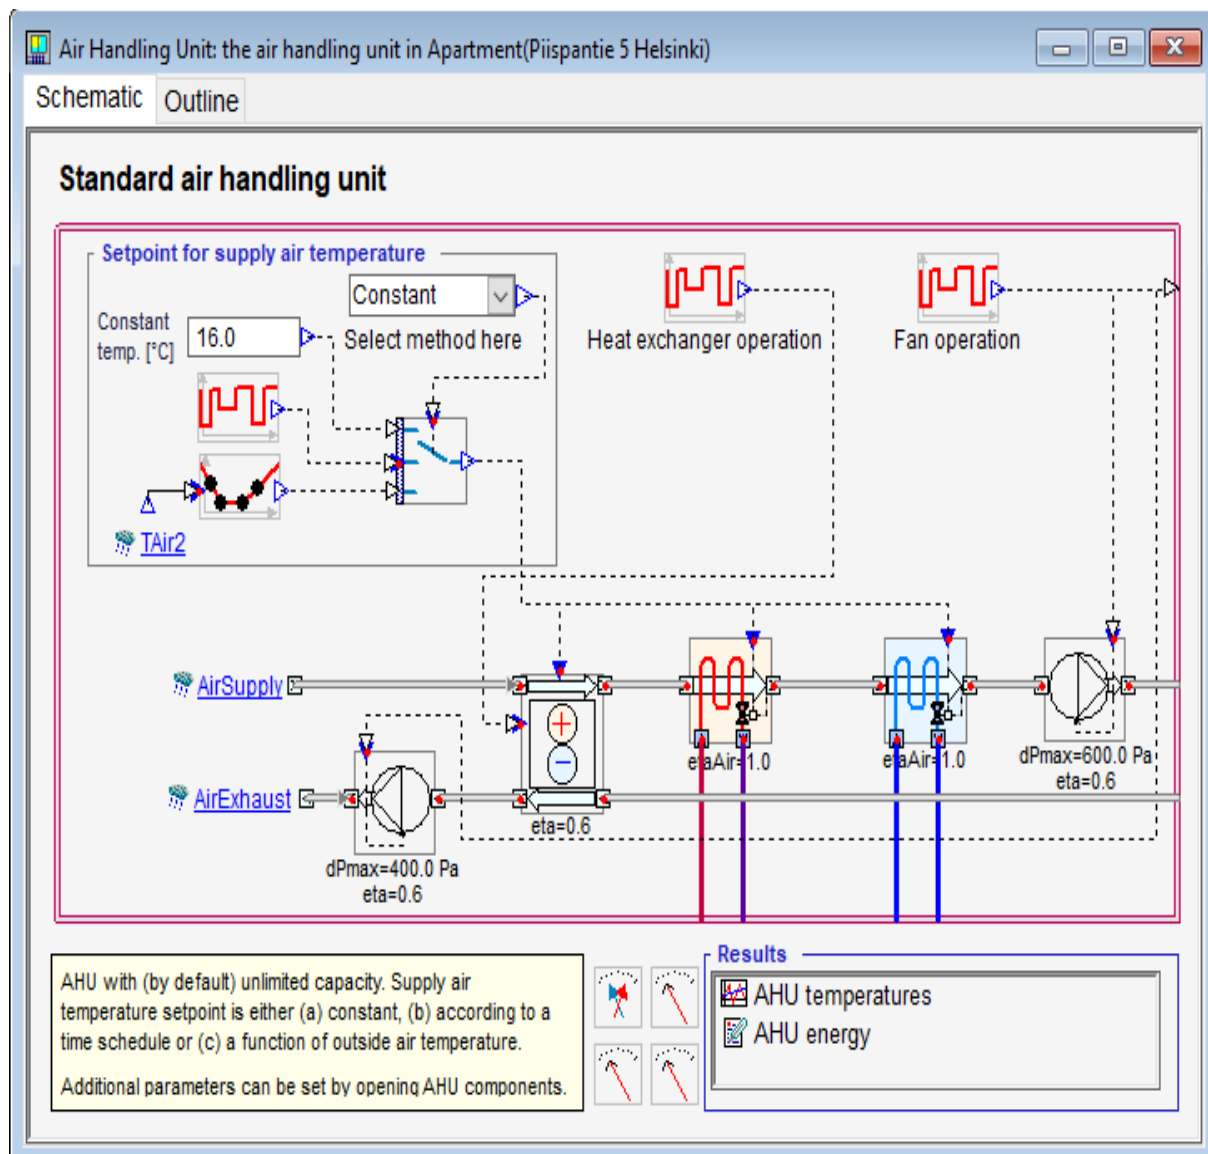 Air Handling Unit: the air handling unit in Apartment(Piispantie 5 Helsinki)
Schematic
Outline
Standard air handling unit
Setpoint for supply air temperature
Constant
Constant
temp. [°C]
16.0
Select method here
Heat exchanger operation
Fan operation
TAir2
AirSupply
etaAir=1.0
etaAir=1.0
dPmax=600.0 Pa
eta=0.6
AirExhaust
eta=0.6
dPmax=400.0 Pa
eta=0.6
AHU with (by default) unlimited capacity. Supply air
temperature setpoint is either (a) constant, (b) according to a
time schedule or (c) a function of outside air temperature.
Additional parameters can be set by opening AHU components.
Results
AHU temperatures
AHU energy